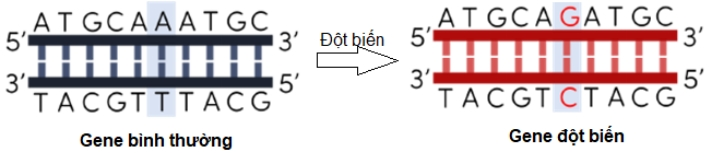 A T G C A A A T G C
5' 3'
3' 5'
T A C G T T T A C G
Gene bình thường
Đột biến
A T G C A G A T G C
5' 3'
3' 5'
T A C G T C T A C G
Gene đột biến